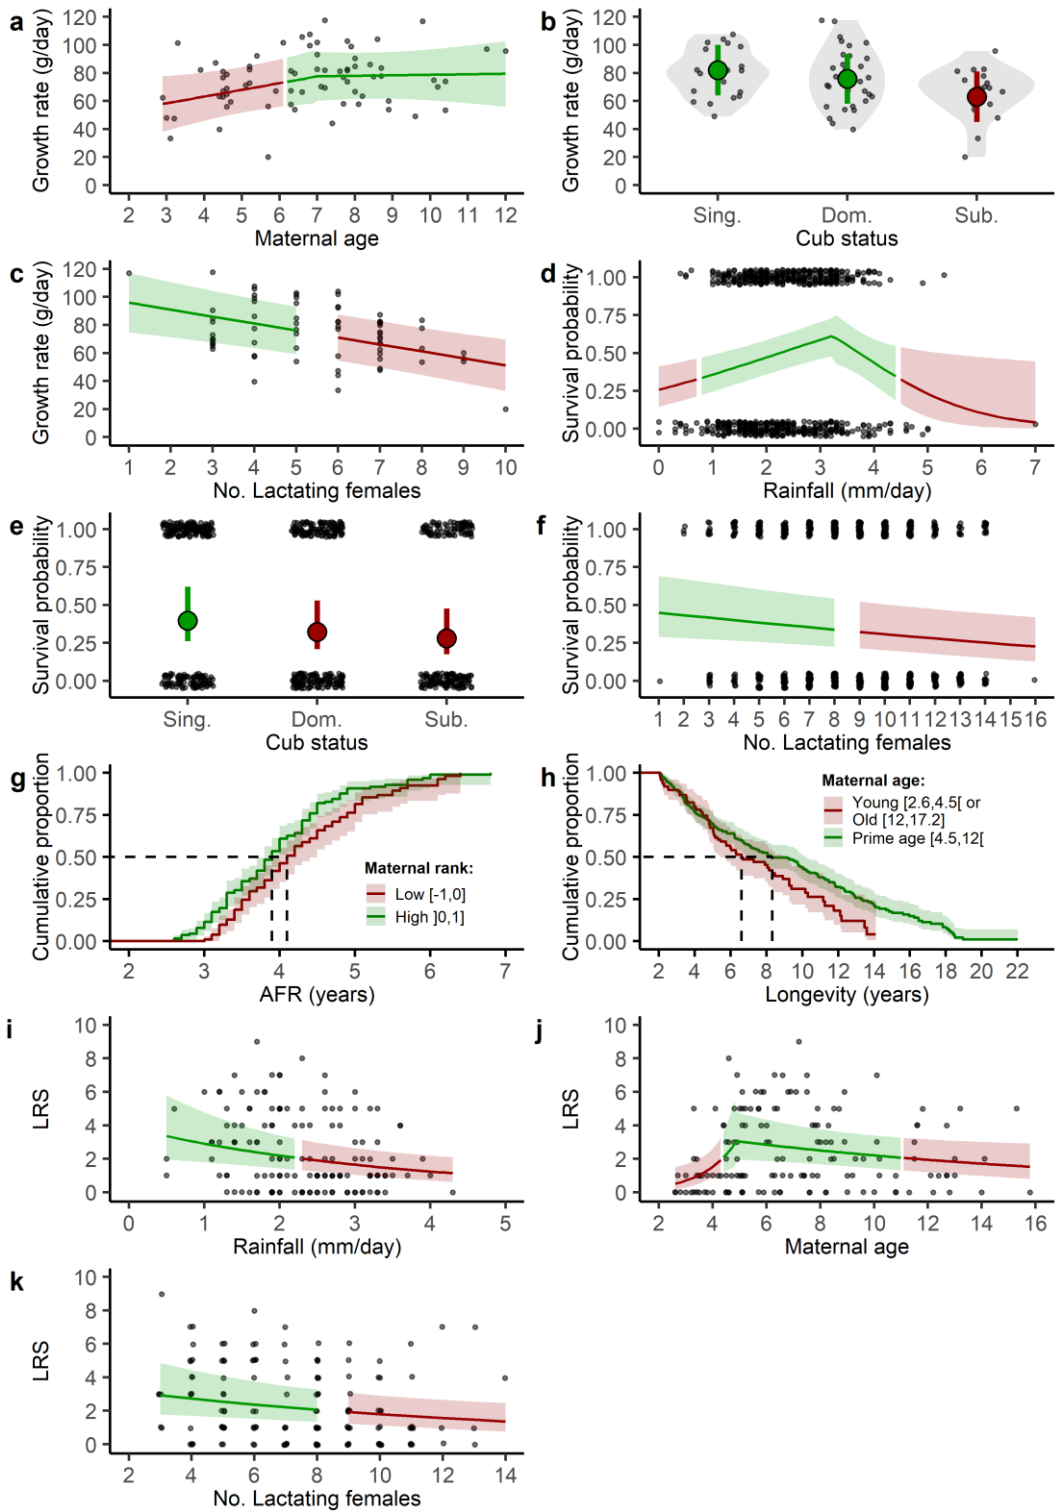 a
Growth rate (g/day)
120
100
80
60
40
20
0
2 3 4 5 6 7 8 9 10 11 12
Maternal age
b
Growth rate (g/day)
120
100
80
60
40
20
0
Sing. Dom. Sub.
Cub status
c
Growth rate (g/day)
120
100
80
60
40
20
0
1 2 3 4 5 6 7 8 9 10
No. Lactating females
d
Survival probability
1.00
0.75
0.50
0.25
0.00
0 1 2 3 4 5 6 7
Rainfall (mm/day)
e
Survival probability
1.00
0.75
0.50
0.25
0.00
Sing. Dom. Sub.
Cub status
f
Survival probability
1.00
0.75
0.50
0.25
0.00
1 2 3 4 5 6 7 8 9 10 11 12 13 14 15 16
No. Lactating females
g
Cumulative proportion
1.00
0.75
0.50
0.25
0.00
Maternal rank:
Low [-1,0]
High ]0,1]
2 3 4 5 6 7
AFR (years)
h
Cumulative proportion
1.00
0.75
0.50
0.25
0.00
Maternal age:
Young [2.6,4.5[ or
Old [12,17.2]
Prime age [4.5,12[
2 4 6 8 10 12 14 16 18 20 22
Longevity (years)
i
LRS
10
8
6
4
2
0
0 1 2 3 4 5
Rainfall (mm/day)
j
LRS
10
8
6
4
2
0
2 4 6 8 10 12 14 16
Maternal age
k
LRS
10
8
6
4
2
0
2 4 6 8 10 12 14
No. Lactating females